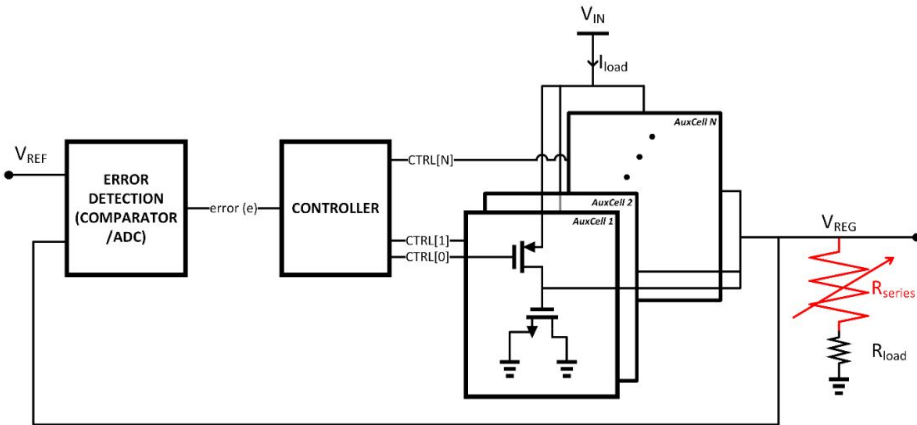 V_IN
I_load
AuxCell N
V_REF
ERROR
DETECTION
(COMPARATOR
/ADC)
error (e)
CONTROLLER
CTRL[N]
CTRL[1]
CTRL[0]
AuxCell 2
AuxCell 1
V_REG
R_series
R_load